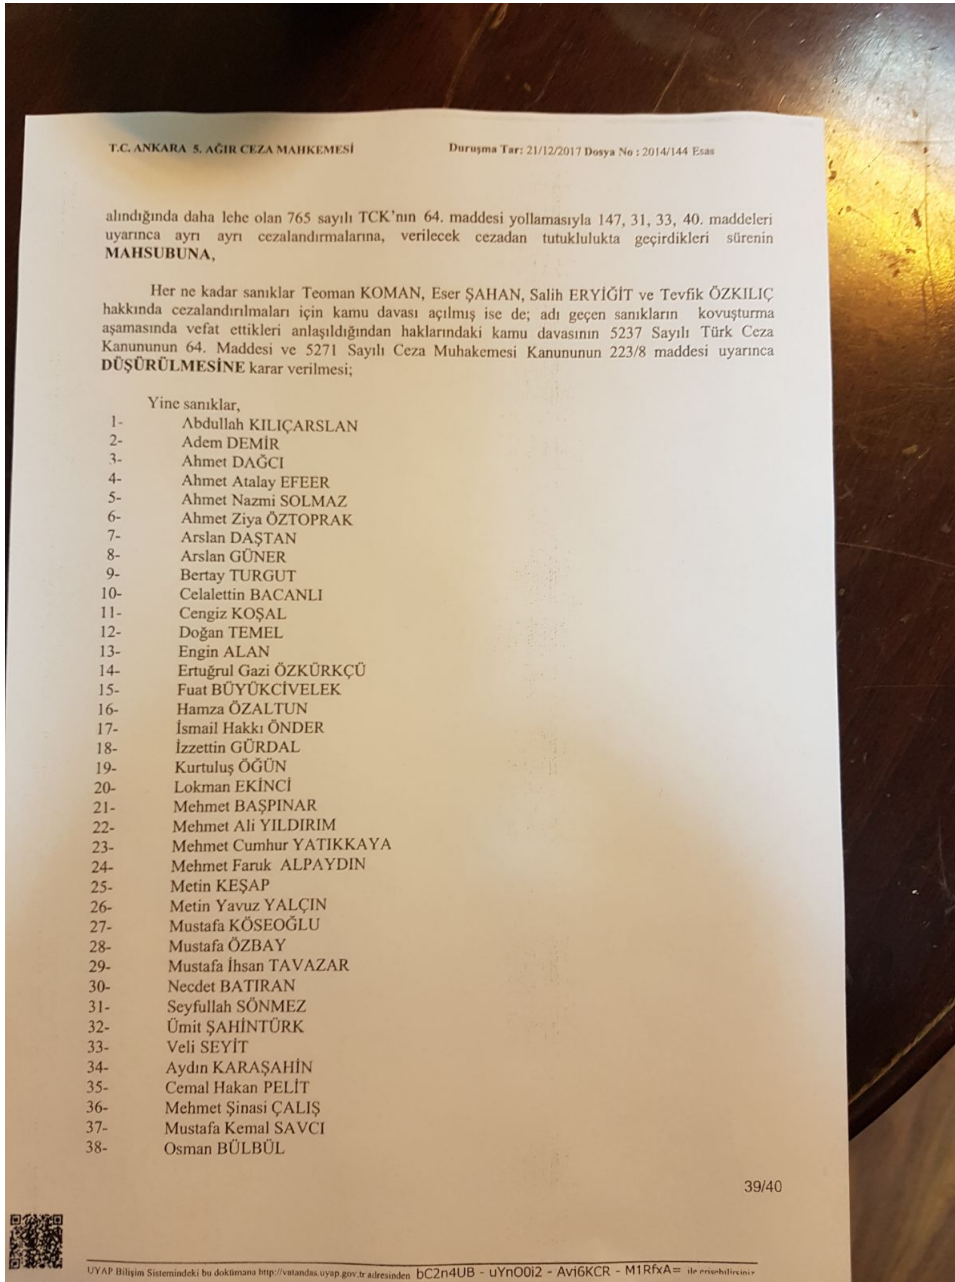 T.C. ANKARA 5. AĞIR CEZA MAHKEMESİ Duruşma Tar: 21/12/2017 Dosya No : 2014/144 Esas
alındığında daha lehe olan 765 sayılı TCK'nın 64. maddesi yollamasıyla 147, 31, 33, 40. maddeleri
uyarınca ayrı ayrı cezalandırmalarına, verilecek cezadan tutuklulukta geçirdikleri sürenin
MAHSUBUNA,
Her ne kadar sanıklar Teoman KOMAN, Eser ŞAHAN, Salih ERYİĞİT ve Tevfik ÖZKILIÇ
hakkında cezalandırılmaları için kamu davası açılmış ise de; adı geçen sanıkların kovuşturma
aşamasında vefat ettikleri anlaşıldığından haklarındaki kamu davasının 5237 Sayılı Türk Ceza
Kanununun 64. Maddesi ve 5271 Sayılı Ceza Muhakemesi Kanununun 223/8 maddesi uyarınca
DÜŞÜRÜLMESİNE karar verilmesi;
Yine sanıklar,
1- Abdullah KILIÇARSLAN
2- Adem DEMİR
3- Ahmet DAĞCI
4- Ahmet Atalay EFEER
5- Ahmet Nazmi SOLMAZ
6- Ahmet Ziya ÖZTOPRAK
7- Arslan DAŞTAN
8- Arslan GÜNER
9- Bertay TURGUT
10- Celalettin BACANLI
11- Cengiz KOŞAL
12- Doğan TEMEL
13- Engin ALAN
14- Ertuğrul Gazi ÖZKÜRKÇÜ
15- Fuat BÜYÜKCİVELEK
16- Hamza ÖZALTUN
17- İsmail Hakkı ÖNDER
18- İzzettin GÜRDAL
19- Kurtuluş ÖĞÜN
20- Lokman EKİNCİ
21- Mehmet BAŞPINAR
22- Mehmet Ali YILDIRIM
23- Mehmet Cumhur YATIKKAYA
24- Mehmet Faruk ALPAYDIN
25- Metin KEŞAP
26- Metin Yavuz YALÇIN
27- Mustafa KÖSEOĞLU
28- Mustafa ÖZBAY
29- Mustafa İhsan TAVAZAR
30- Necdet BATIRAN
31- Seyfullah SÖNMEZ
32- Ümit ŞAHİNTÜRK
33- Veli SEYİT
34- Aydın KARAŞAHİN
35- Cemal Hakan PELİT
36- Mehmet Şinasi ÇALIŞ
37- Mustafa Kemal SAVCI
38- Osman BÜLBÜL
39/40
UYAP Bilişim Sistemindeki bu dokümana http://vatandas.uyap.gov.tr adresinden bC2n4UB - uYnO0i2 - Avj6KCR - M1RfxA= ile erişebilirsiniz